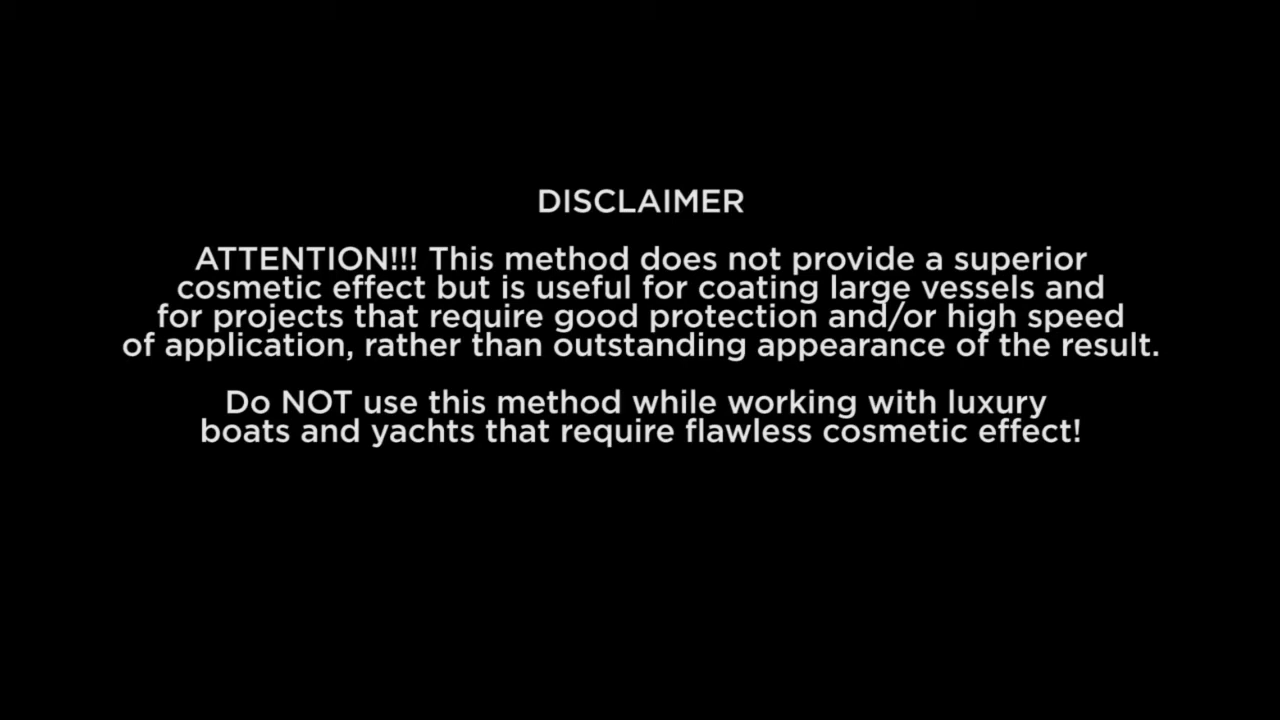 DISCLAIMER
ATTENTION!!! This method does not provide a superior
cosmetic effect but is useful for coating large vessels and
for projects that require good protection and/or high speed
of application, rather than outstanding appearance of the result.
Do NOT use this method while working with luxury
boats and yachts that require flawless cosmetic effect!